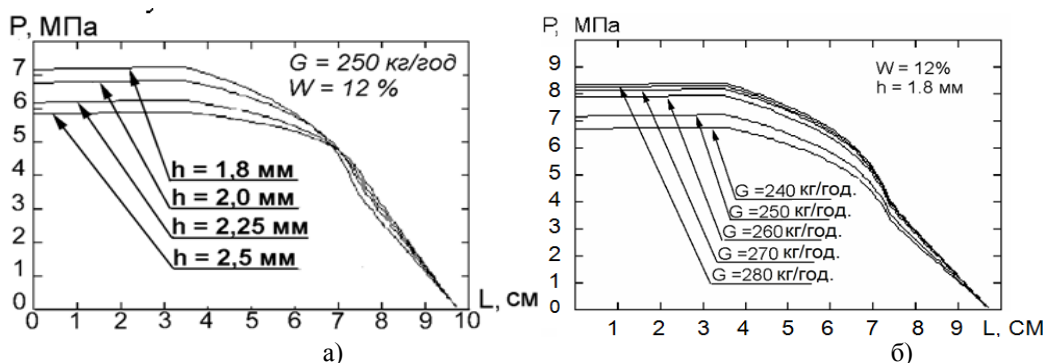 P, МПа
7
6
5
4
3
2
1
0
0 1 2 3 4 5 6 7 8 9 10
L, см
G = 250 кг/год
W = 12 %
h = 1,8 мм
h = 2,0 мм
h = 2,25 мм
h = 2,5 мм
а)
P, МПа
9
8
7
6
5
4
3
2
1
0
1 2 3 4 5 6 7 8 9 L, СМ
W = 12%
h = 1.8 мм
G =240 кг/год.
G =250 кг/год.
G =260 кг/год.
G =270 кг/год.
G =280 кг/год.
б)